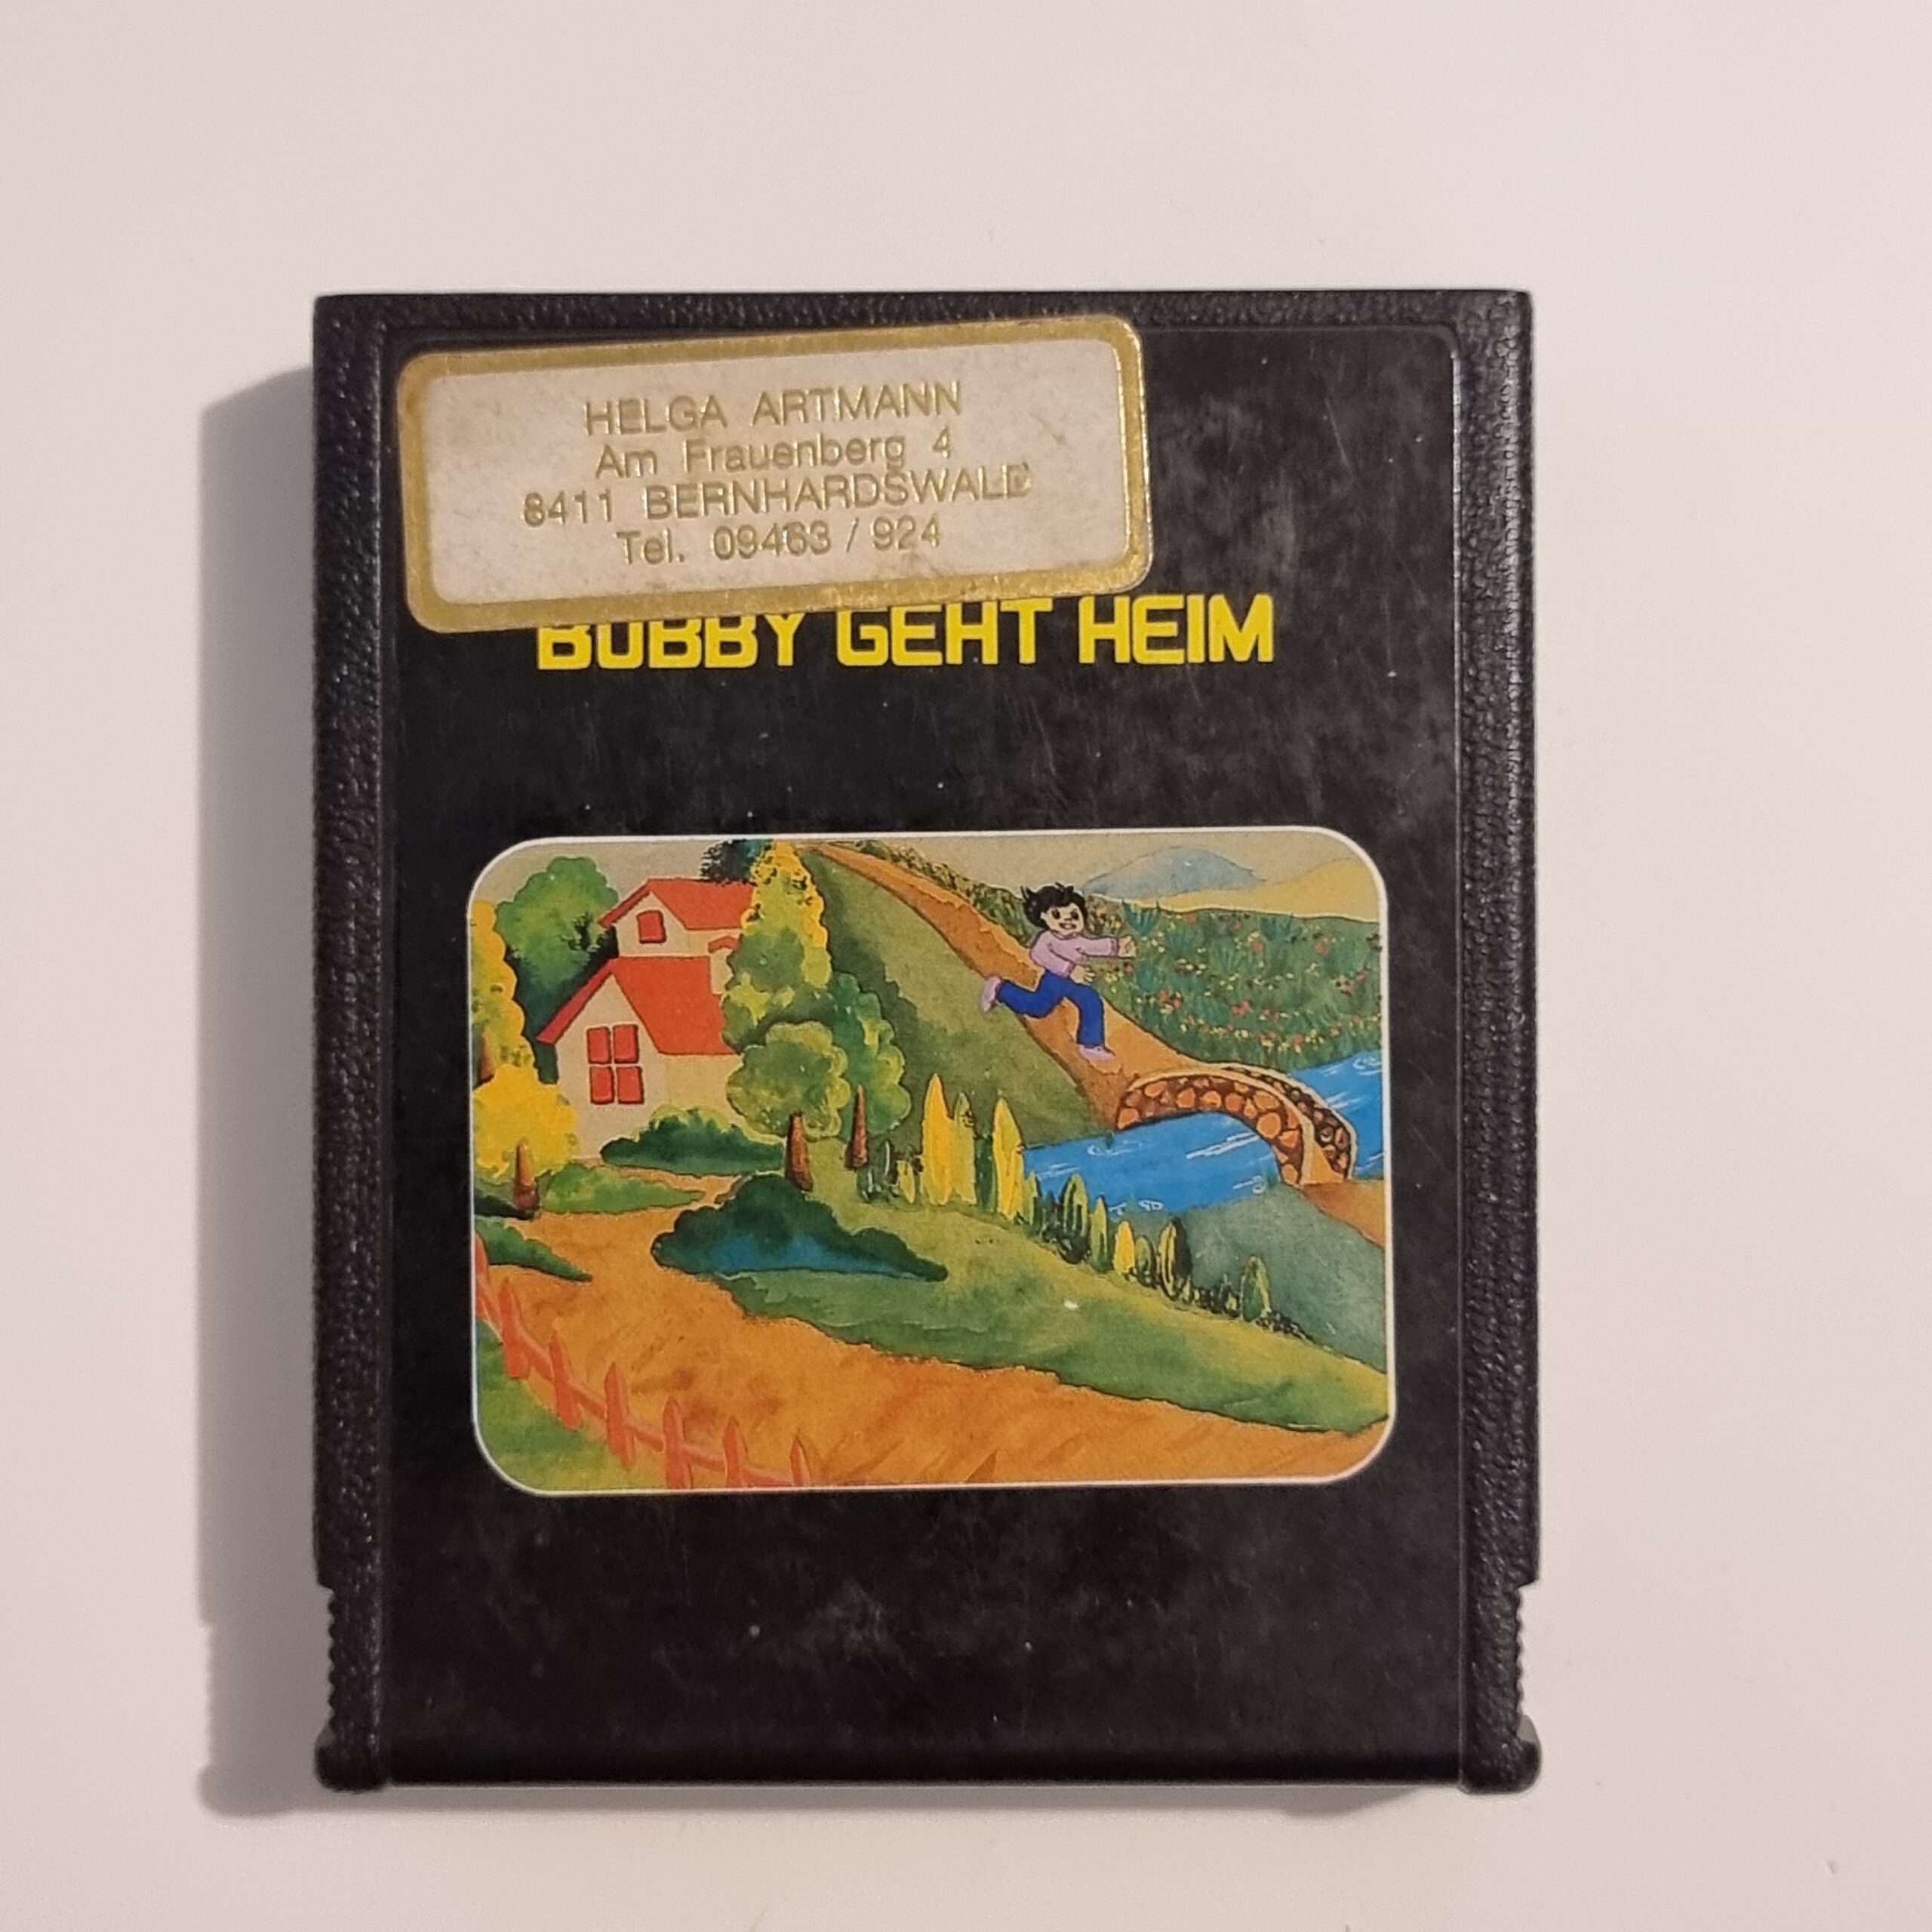 HELGA ARTMANN
Am Frauenberg 4
8411 BERNHARDSWALD
Tel. 09463 / 924
BOBBY GEHT HEIM